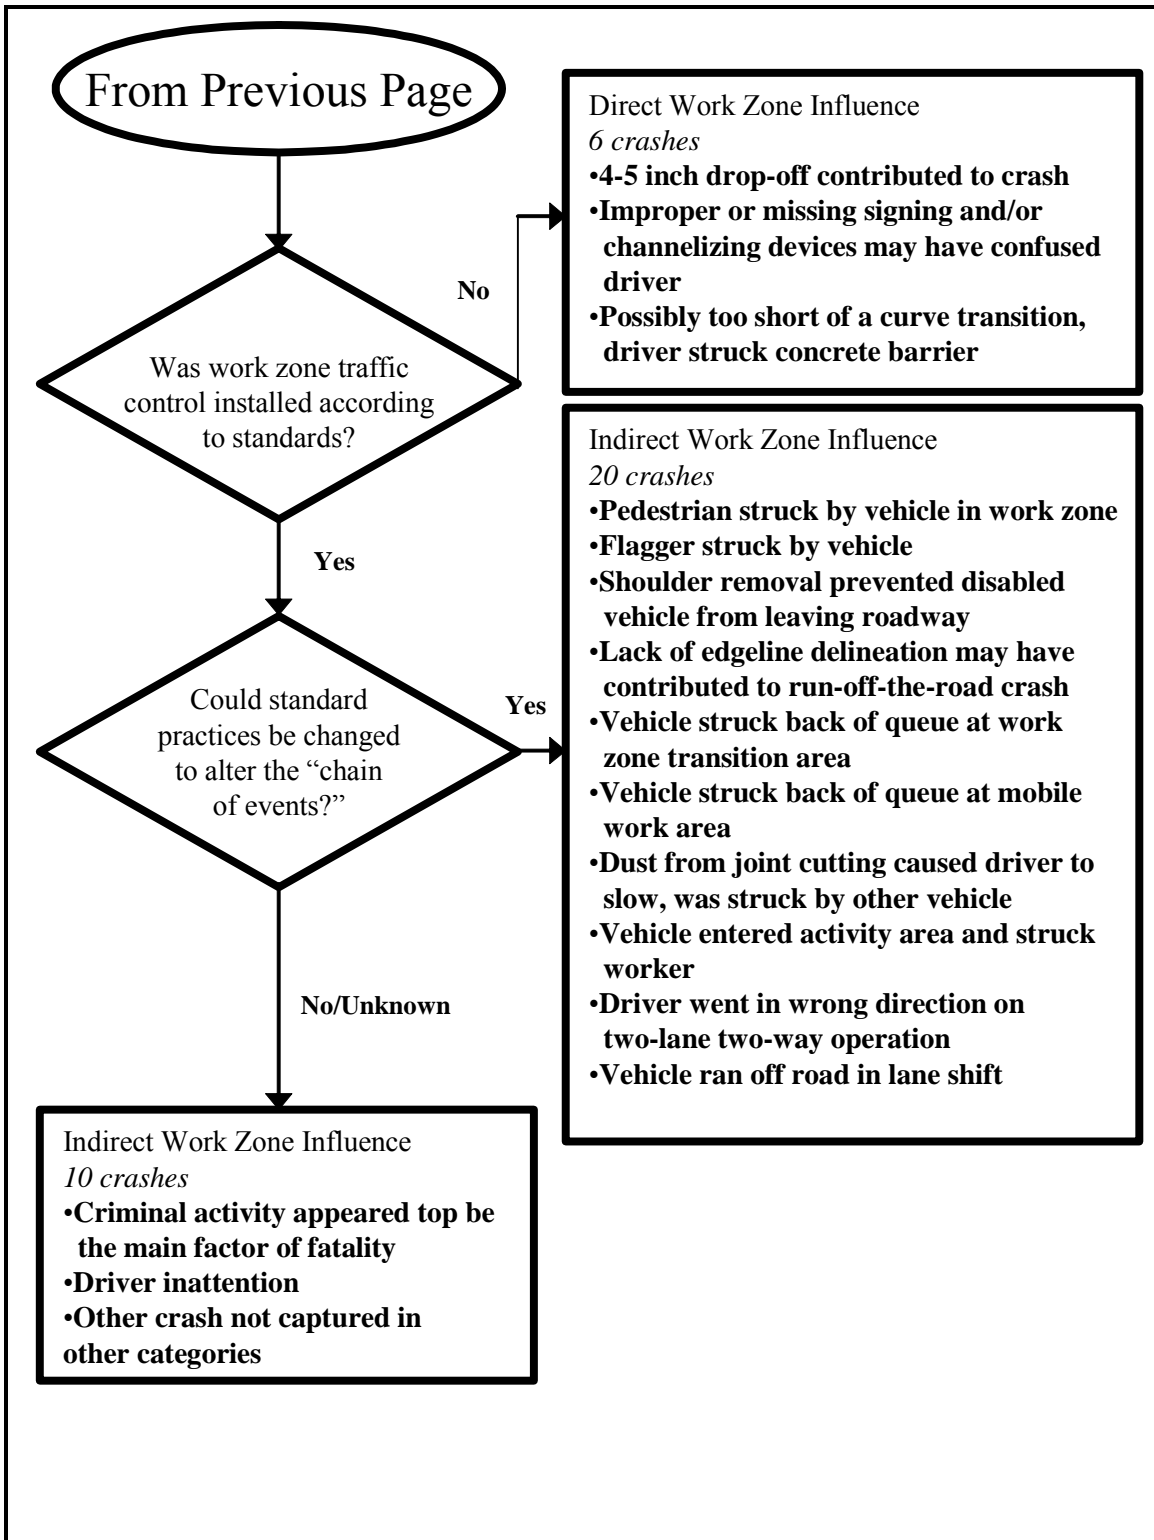 From Previous Page
Direct Work Zone Influence
6 crashes
•4-5 inch drop-off contributed to crash
•Improper or missing signing and/or
channelizing devices may have confused
driver
•Possibly too short of a curve transition,
driver struck concrete barrier
No
Was work zone traffic
control installed according
to standards?
Yes
Indirect Work Zone Influence
20 crashes
•Pedestrian struck by vehicle in work zone
•Flagger struck by vehicle
•Shoulder removal prevented disabled
vehicle from leaving roadway
•Lack of edgeline delineation may have
contributed to run-off-the-road crash
•Vehicle struck back of queue at work
zone transition area
•Vehicle struck back of queue at mobile
work area
•Dust from joint cutting caused driver to
slow, was struck by other vehicle
•Vehicle entered activity area and struck
worker
•Driver went in wrong direction on
two-lane two-way operation
•Vehicle ran off road in lane shift
Could standard
practices be changed
to alter the “chain
of events?”
Yes
No/Unknown
Indirect Work Zone Influence
10 crashes
•Criminal activity appeared top be
the main factor of fatality
•Driver inattention
•Other crash not captured in
other categories